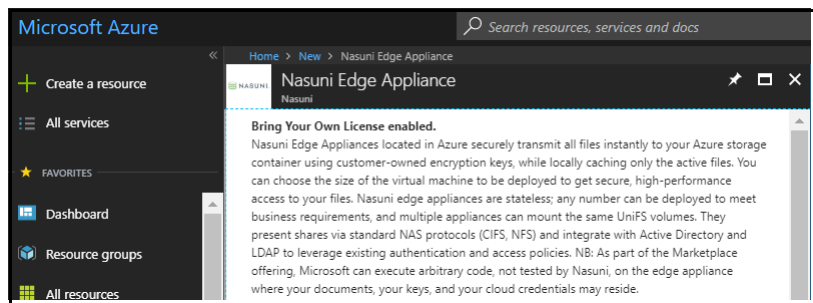 Microsoft Azure
Search resources, services and docs
«
Home > New > Nasuni Edge Appliance
Create a resource
NASUNI
Nasuni Edge Appliance
Nasuni
All services
FAVORITES
Dashboard
Resource groups
All resources
Bring Your Own License enabled.
Nasuni Edge Appliances located in Azure securely transmit all files instantly to your Azure storage
container using customer-owned encryption keys, while locally caching only the active files. You
can choose the size of the virtual machine to be deployed to get secure, high-performance
access to your files. Nasuni edge appliances are stateless; any number can be deployed to meet
business requirements, and multiple appliances can mount the same UniFS volumes. They
present shares via standard NAS protocols (CIFS, NFS) and integrate with Active Directory and
LDAP to leverage existing authentication and access policies. NB: As part of the Marketplace
offering, Microsoft can execute arbitrary code, not tested by Nasuni, on the edge appliance
where your documents, your keys, and your cloud credentials may reside.